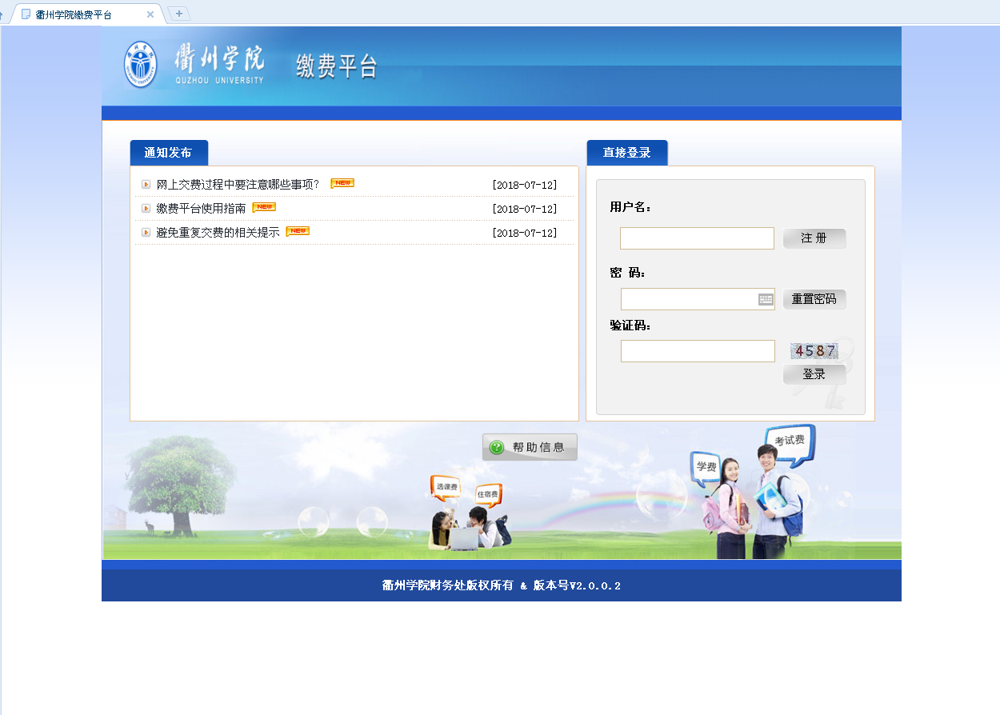 衢州学院缴费平台
衢州学院 缴费平台
QUZHOU UNIVERSITY
通知发布
网上交费过程中要注意哪些事项? NEW [2018-07-12]
缴费平台使用指南 NEW [2018-07-12]
避免重复交费的相关提示 NEW [2018-07-12]
直接登录
用户名:
注 册
密 码:
重置密码
验证码:
4587
登录
帮助信息
考试费
学费
选课费
住宿费
衢州学院财务处版权所有 & 版本号V2.0.0.2